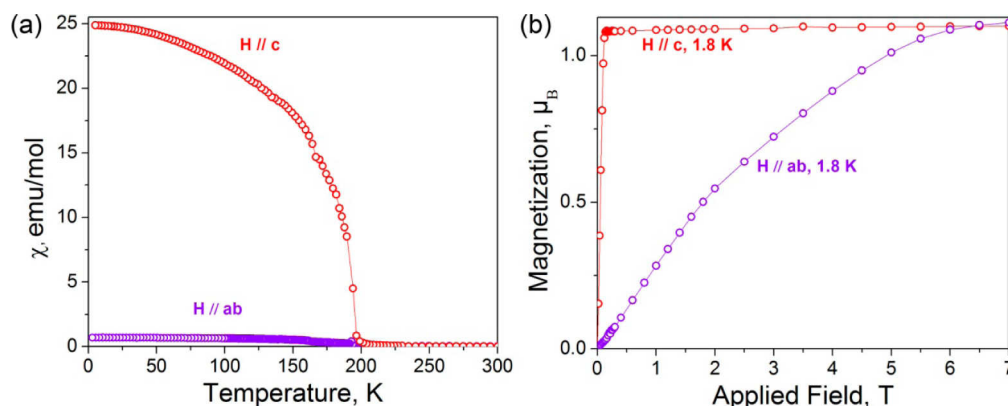 (a)
χ, emu/mol
25
20
15
10
5
0
H // c
H // ab
0 50 100 150 200 250 300
Temperature, K
(b)
Magnetization, μB
1.0
0.5
0.0
H // c, 1.8 K
H // ab, 1.8 K
0 1 2 3 4 5 6 7
Applied Field, T